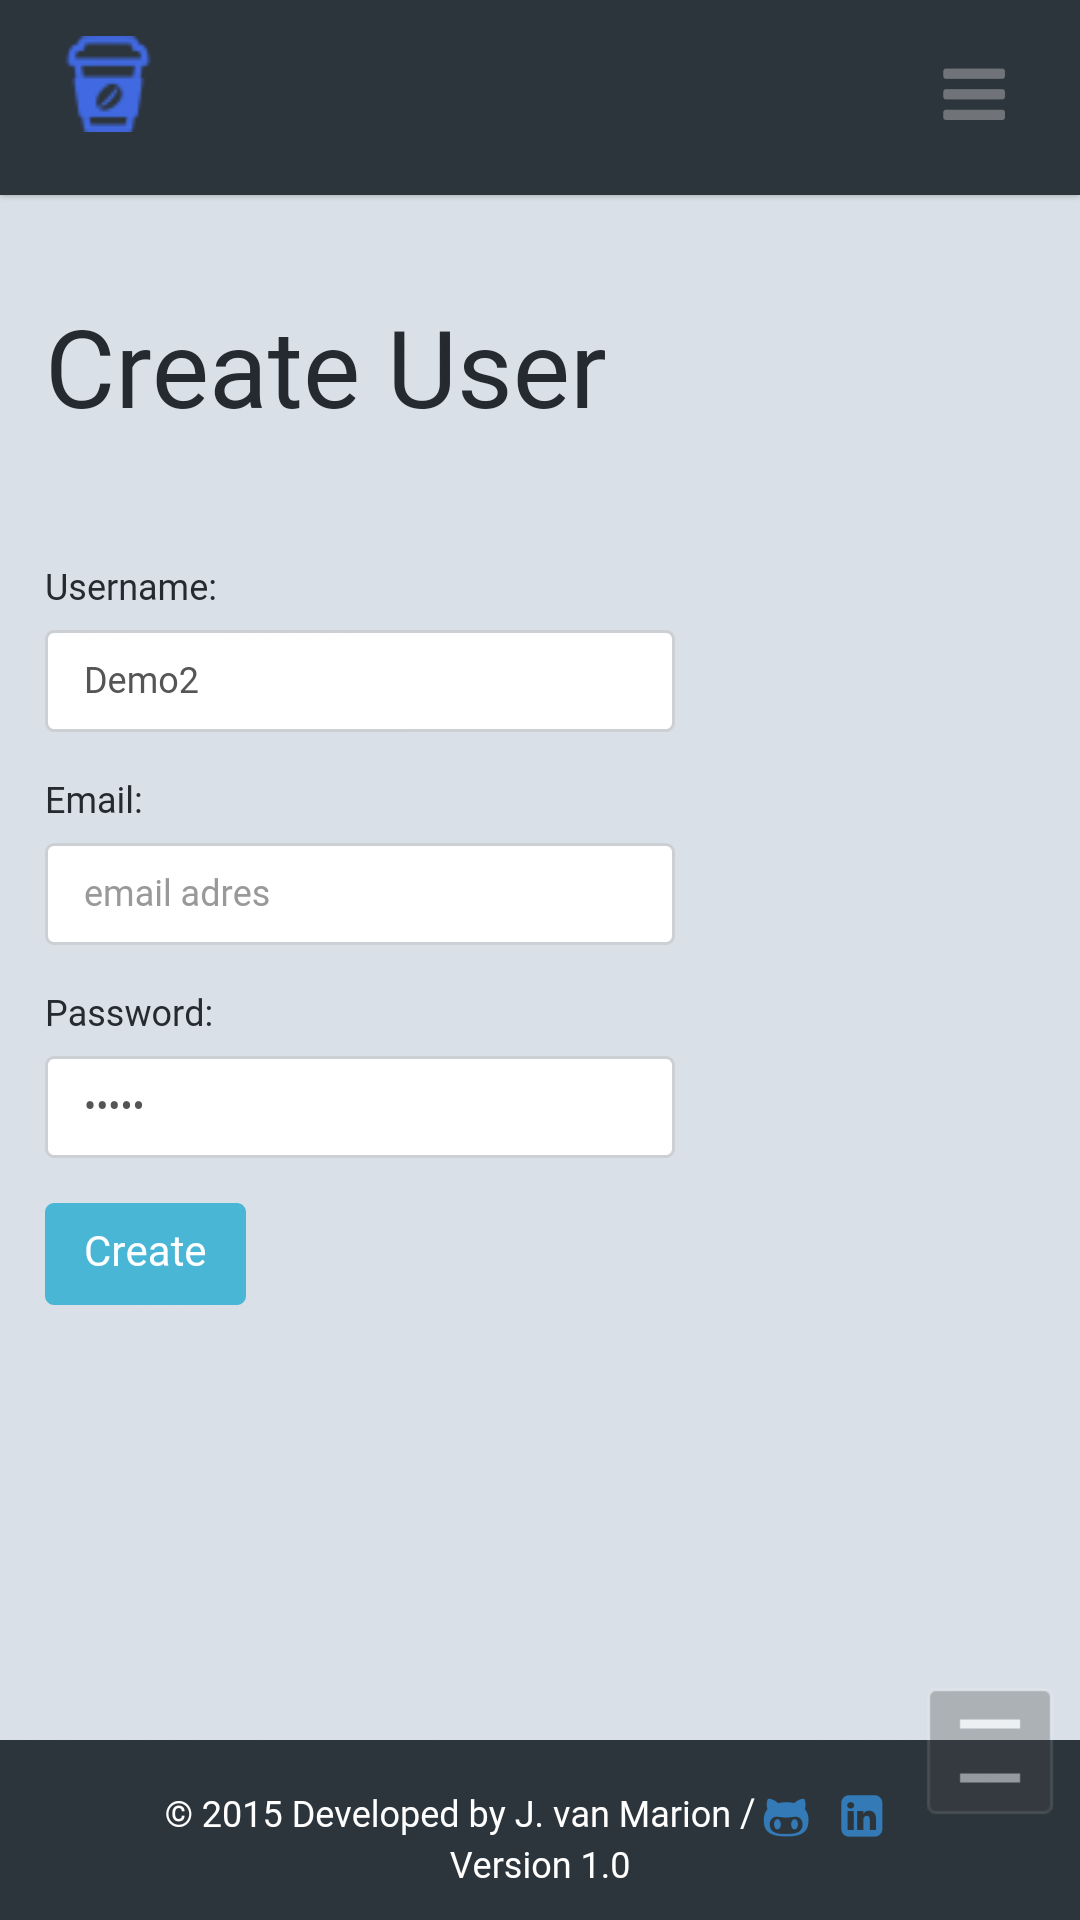 Create User
Username:
Demo2
Email:
email adres
Password:
•••••
Create
© 2015 Developed by J. van Marion /
Version 1.0